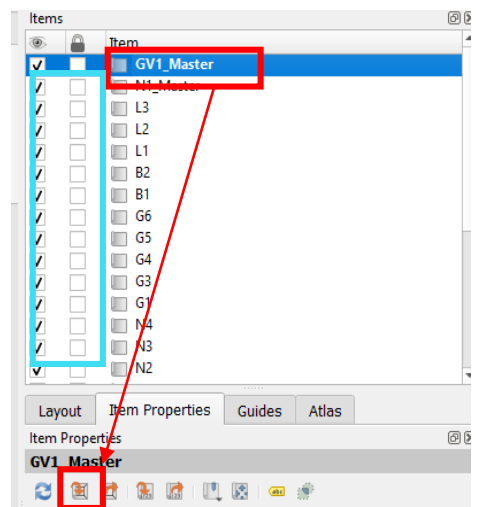 Items
Item
GV1_Master
N1_Master
L3
L2
L1
B2
B1
G6
G5
G4
G3
G1
N4
N3
N2
Layout Item Properties Guides Atlas
Item Properties
GV1_Master
abc